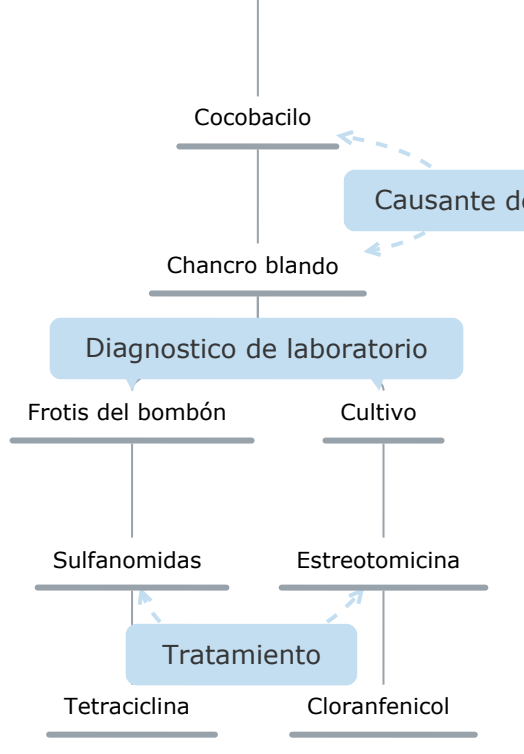 Cocobacilo
Causante de
Chancro blando
Diagnostico de laboratorio
Frotis del bombón
Cultivo
Sulfanomidas
Estreotomicina
Tratamiento
Tetraciclina
Cloranfenicol